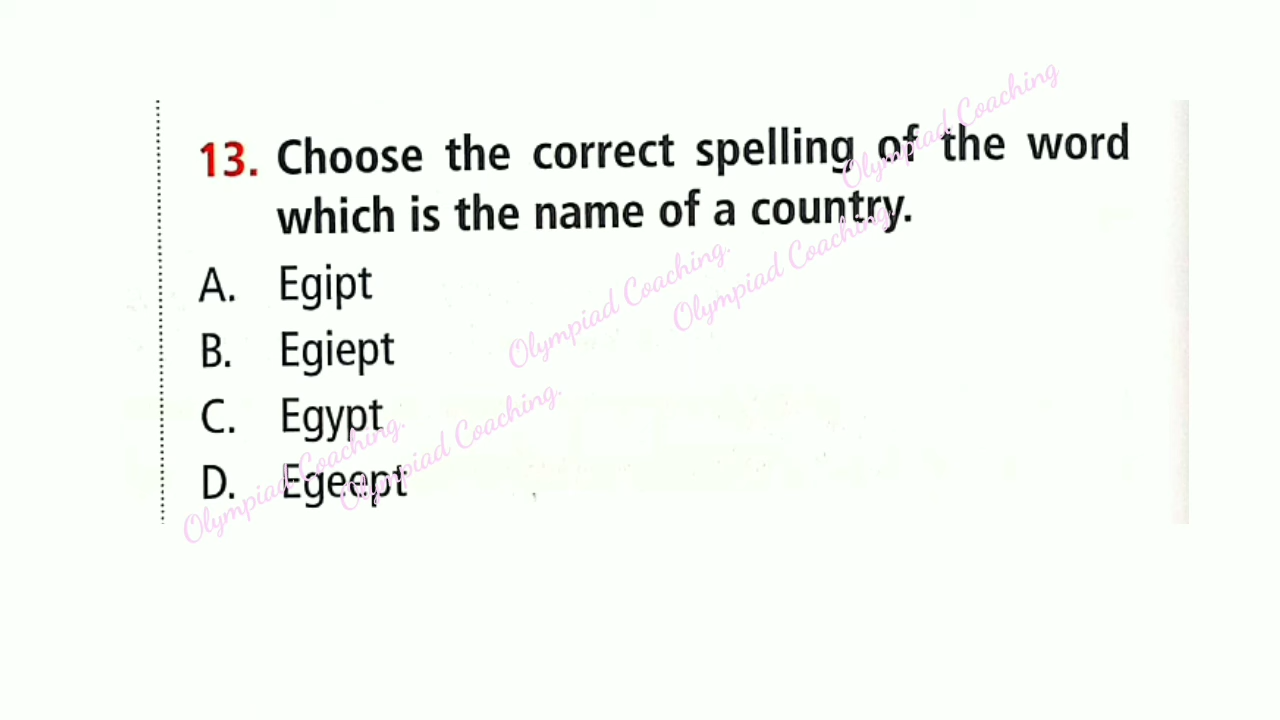 13. Choose the correct spelling of the word
which is the name of a country.
A. Egipt
B. Egiept
C. Egypt
D. Egeept
Olympiad Coaching
Olympiad Coaching.
Olympiad Coaching.
Olympiad Coaching.
Olympiad Coaching.